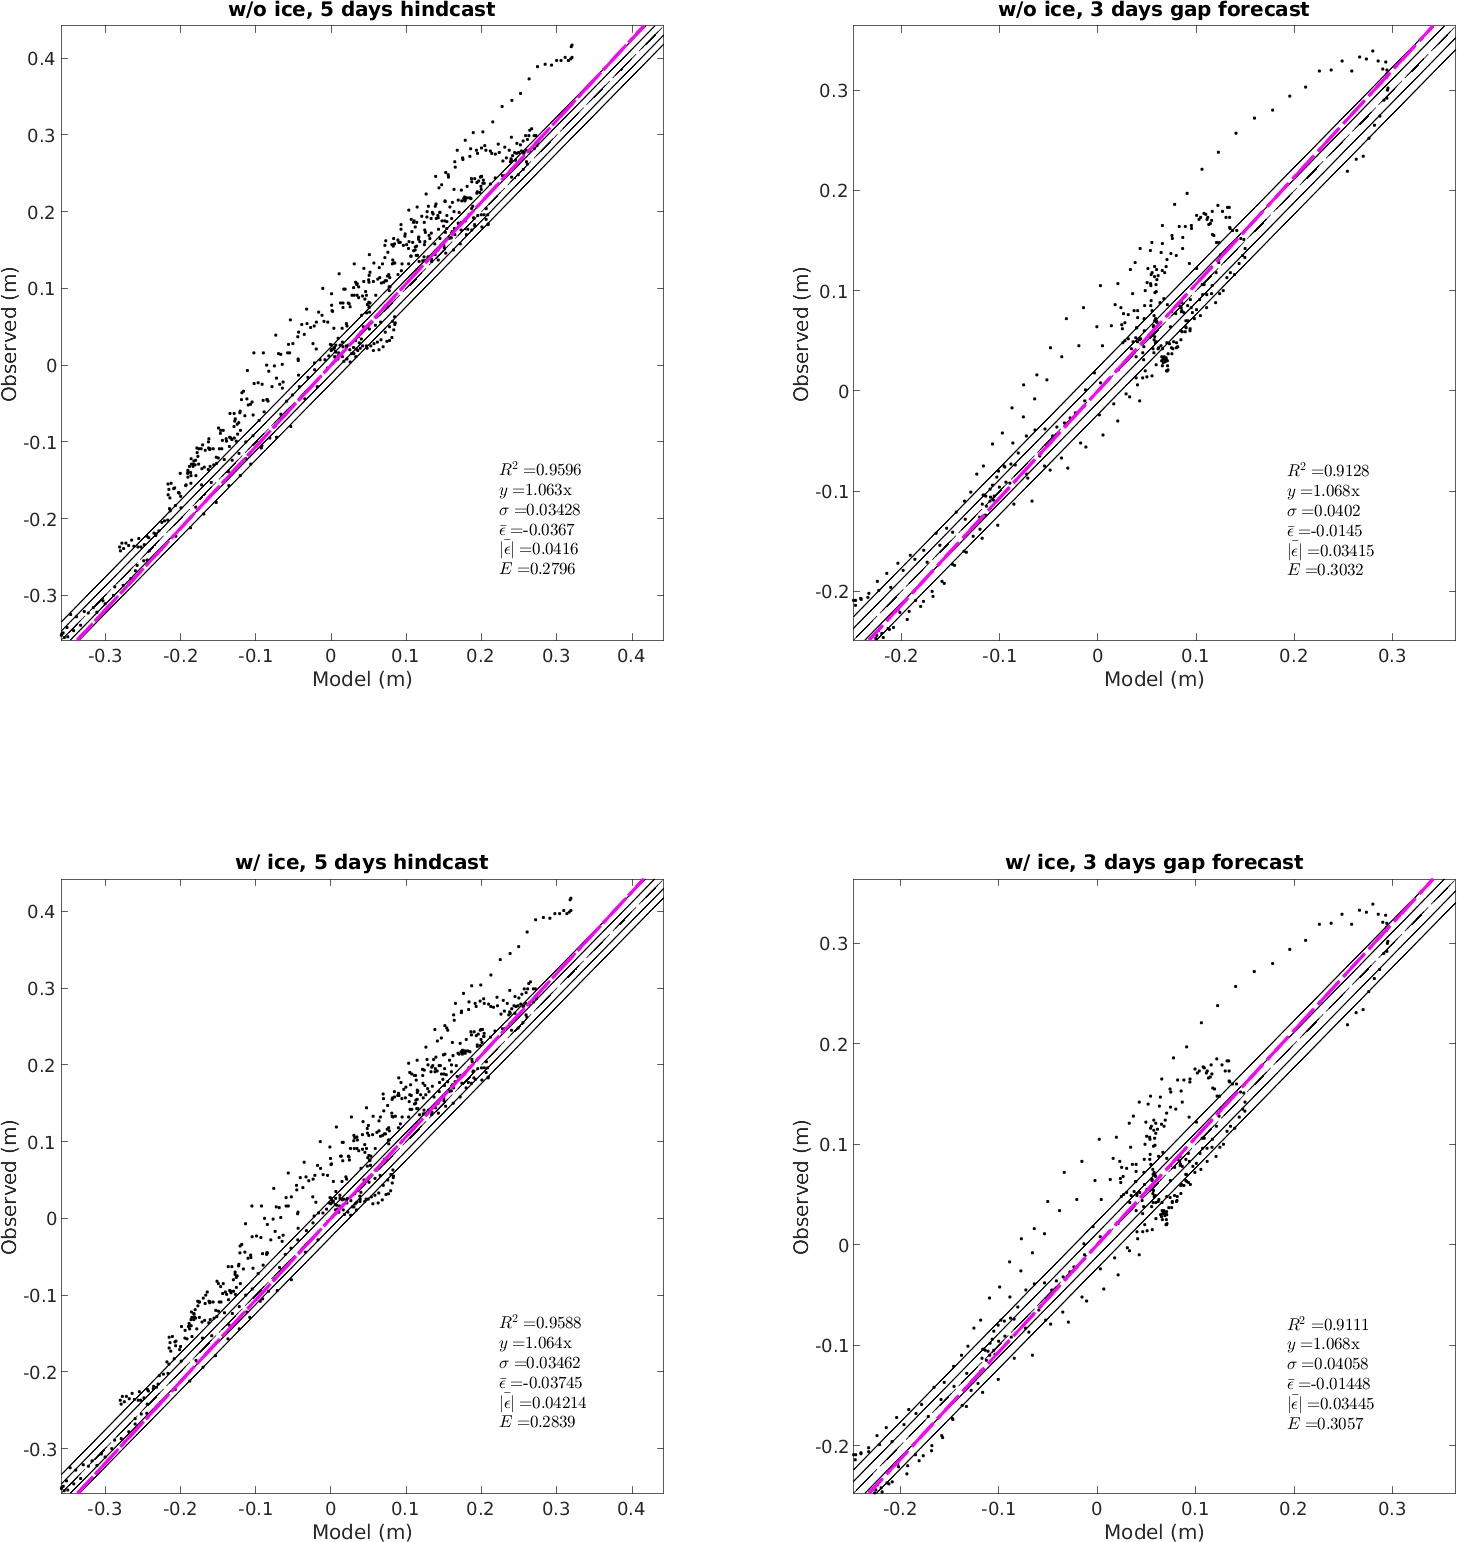 w/o ice, 5 days hindcast
0.4
0.3
0.2
0.1
0
-0.1
-0.2
-0.3
Observed (m)
R² =0.9596
y =1.063x
σ =0.03428
ε̄ =-0.0367
|ε̄| =0.0416
E =0.2796
-0.3 -0.2 -0.1 0 0.1 0.2 0.3 0.4
Model (m)
w/o ice, 3 days gap forecast
0.3
0.2
0.1
0
-0.1
-0.2
Observed (m)
R² =0.9128
y =1.068x
σ =0.0402
ε̄ =-0.0145
|ε̄| =0.03415
E =0.3032
-0.2 -0.1 0 0.1 0.2 0.3
Model (m)
w/ ice, 5 days hindcast
0.4
0.3
0.2
0.1
0
-0.1
-0.2
-0.3
Observed (m)
R² =0.9588
y =1.064x
σ =0.03462
ε̄ =-0.03745
|ε̄| =0.04214
E =0.2839
-0.3 -0.2 -0.1 0 0.1 0.2 0.3 0.4
Model (m)
w/ ice, 3 days gap forecast
0.3
0.2
0.1
0
-0.1
-0.2
Observed (m)
R² =0.9111
y =1.068x
σ =0.04058
ε̄ =-0.01448
|ε̄| =0.03445
E =0.3057
-0.2 -0.1 0 0.1 0.2 0.3
Model (m)